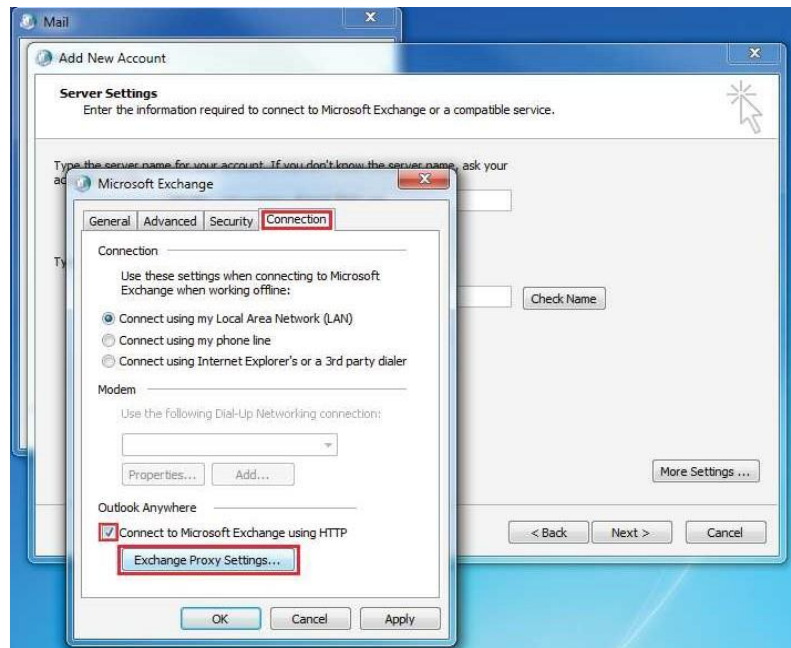 Mail
Add New Account
Server Settings
Enter the information required to connect to Microsoft Exchange or a compatible service.
Type the server name for your account. If you don't know the server name, ask your
Microsoft Exchange
General Advanced Security Connection
Connection
Use these settings when connecting to Microsoft
Exchange when working offline:
Connect using my Local Area Network (LAN)
Connect using my phone line
Connect using Internet Explorer's or a 3rd party dialer
Modem
Use the following Dial-Up Networking connection:
Properties... Add...
Outlook Anywhere
Connect to Microsoft Exchange using HTTP
Exchange Proxy Settings...
OK Cancel Apply
Check Name
More Settings ...
< Back Next > Cancel